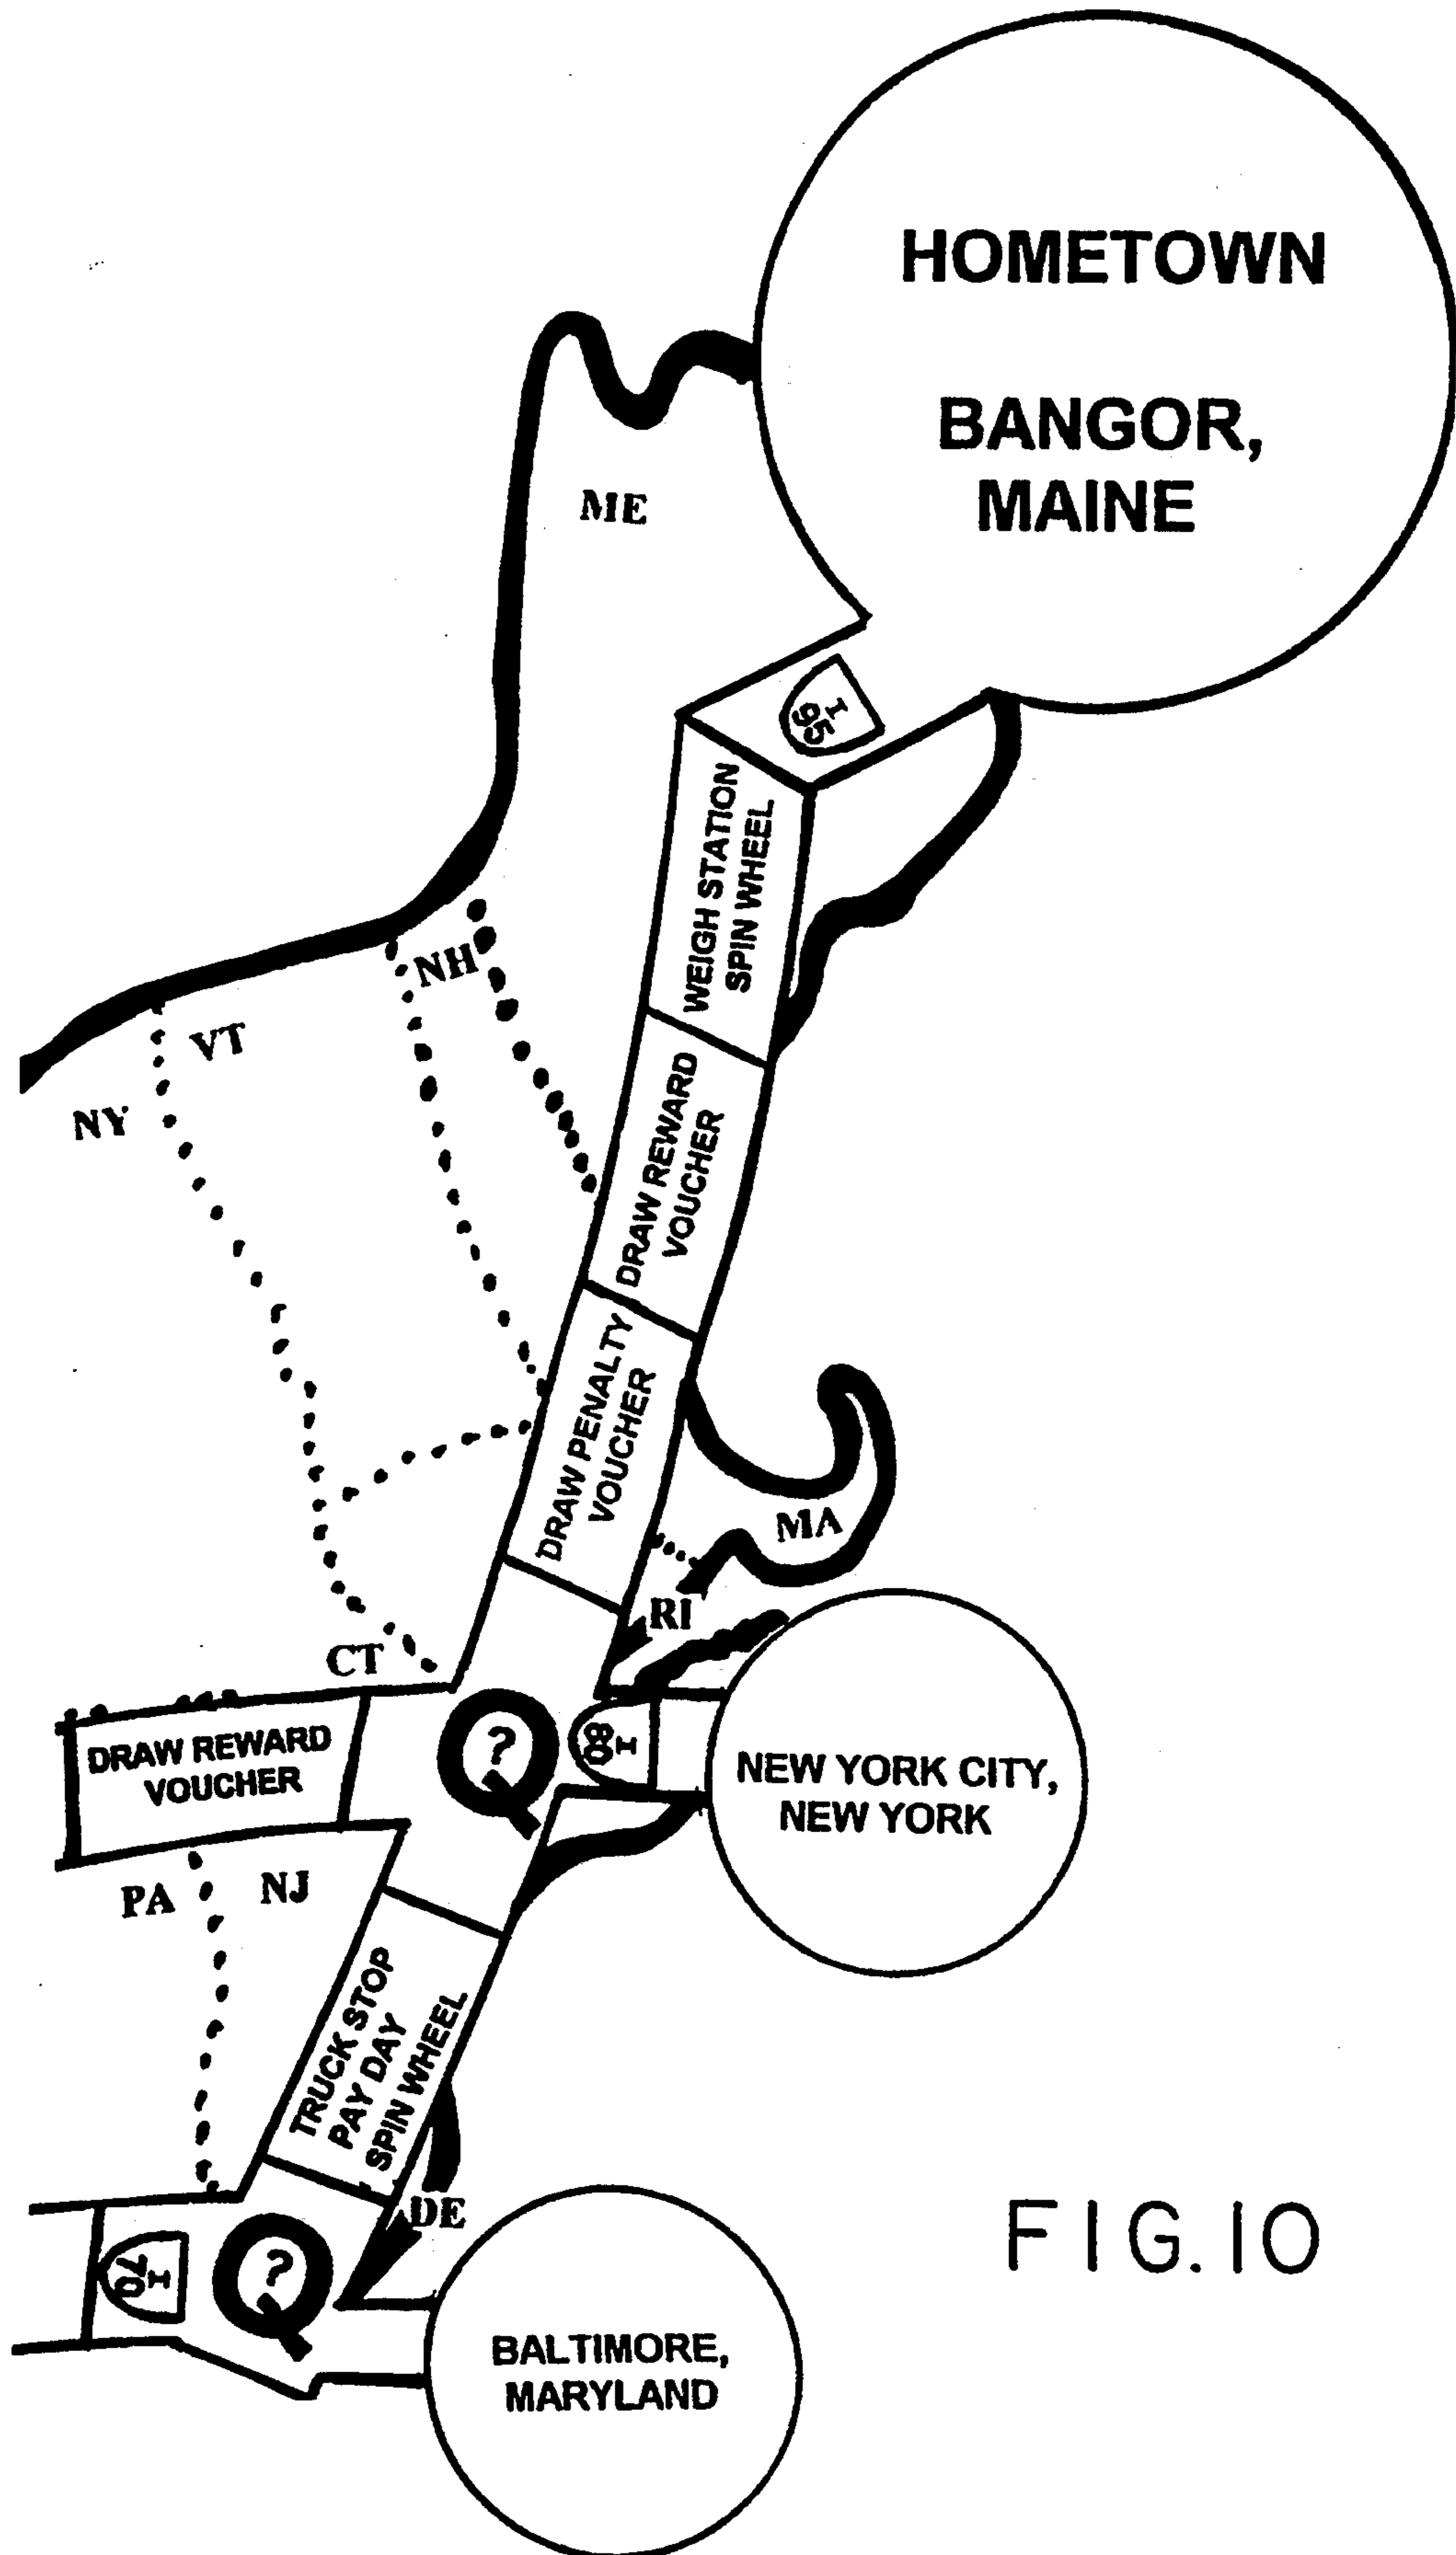 HOMETOWN
BANGOR,
MAINE
ME
I
95
WEIGH STATION
SPIN WHEEL
NH
VT
NY
DRAW REWARD
VOUCHER
DRAW PENALTY
VOUCHER
MA
RI
CT
DRAW REWARD
VOUCHER
Q
?
I
80
NEW YORK CITY,
NEW YORK
PA
NJ
TRUCK STOP
PAY DAY
SPIN WHEEL
DE
I
70
Q
?
BALTIMORE,
MARYLAND
FIG.10